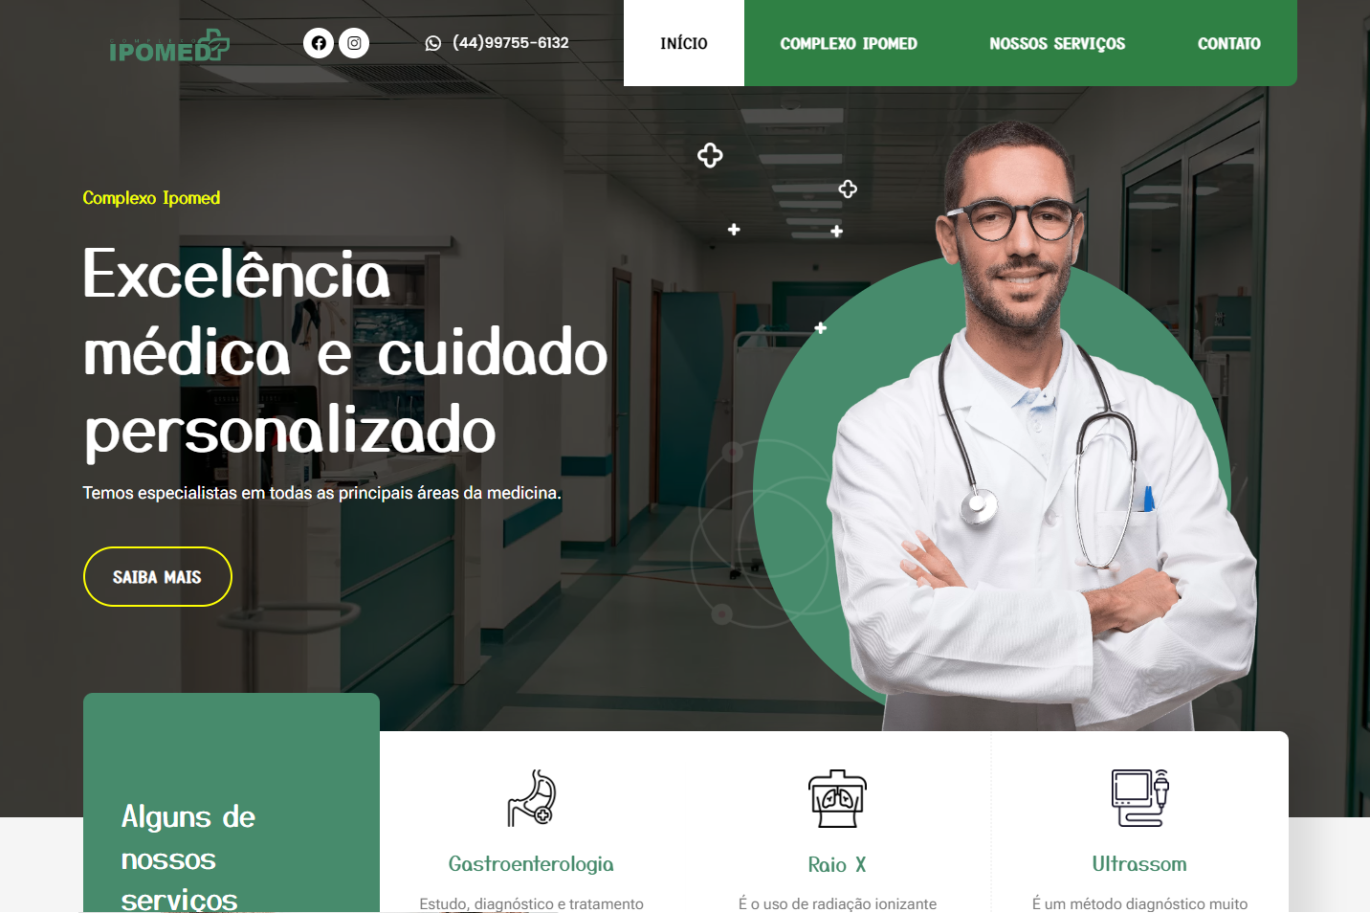 COMPLEXO
IPOMED
(44)99755-6132
INÍCIO
COMPLEXO IPOMED
NOSSOS SERVIÇOS
CONTATO
Complexo Ipomed
Excelência
médica e cuidado
personalizado
Temos especialistas em todas as principais áreas da medicina.
SAIBA MAIS
Alguns de
nossos
serviços
Gastroenterologia
Estudo, diagnóstico e tratamento
Raio X
É o uso de radiação ionizante
Ultrassom
É um método diagnóstico muito